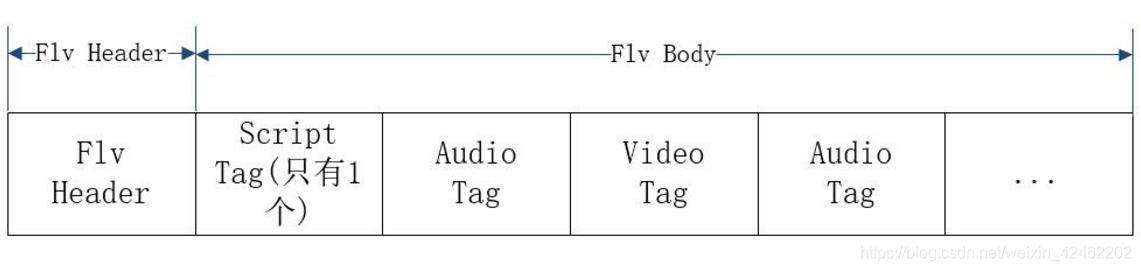 Flv Header
Flv Body
Flv
Header
Script
Tag(只有1
个)
Audio
Tag
Video
Tag
Audio
Tag
...
https://blog.csdn.net/weixin_42462202